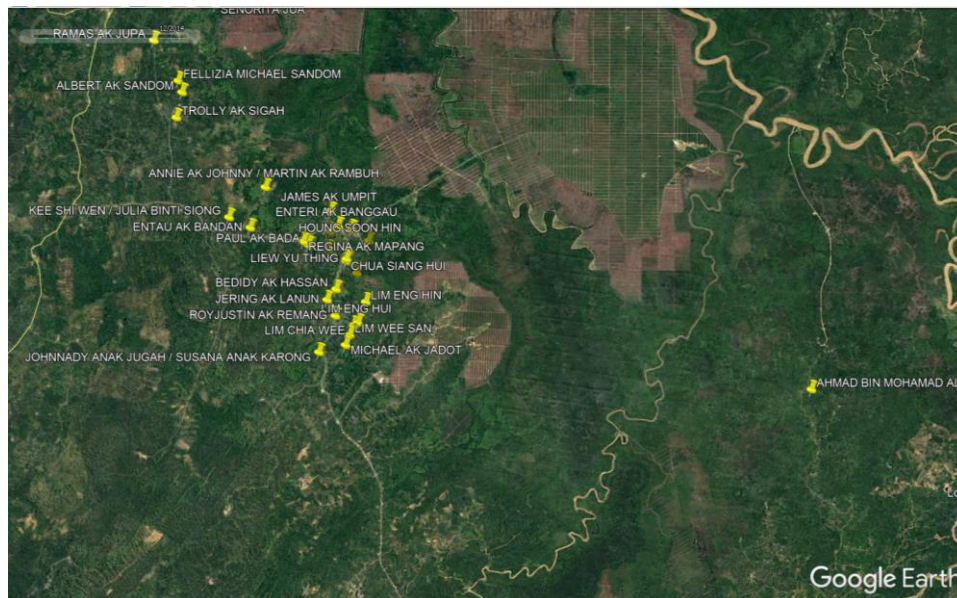 SENORITA JUA
RAMAS AK JUPA
12/2014
FELLIZIA MICHAEL SANDOM
ALBERT AK SANDOM
TROLLY AK SIGAH
ANNIE AK JOHNNY / MARTIN AK RAMBUH
JAMES AK UMPIT
KEE SHI WEN / JULIA BINTI SIONG
ENTERI AK BANGGAU
ENTAU AK BANDAN
HOUNG SOON HIN
PAUL AK BADA
REGINA AK MAPANG
LIEW YU THING
CHUA SIANG HUI
BEDIDY AK HASSAN
JERING AK LANUN
LIM ENG HIN
LIM ENG HUI
ROYJUSTIN AK REMANG
LIM CHIA WEE
LIM WEE SAN
MICHAEL AK JADOT
JOHNNADY ANAK JUGAH / SUSANA ANAK KARONG
AHMAD BIN MOHAMAD AL
Lo
Google Earth